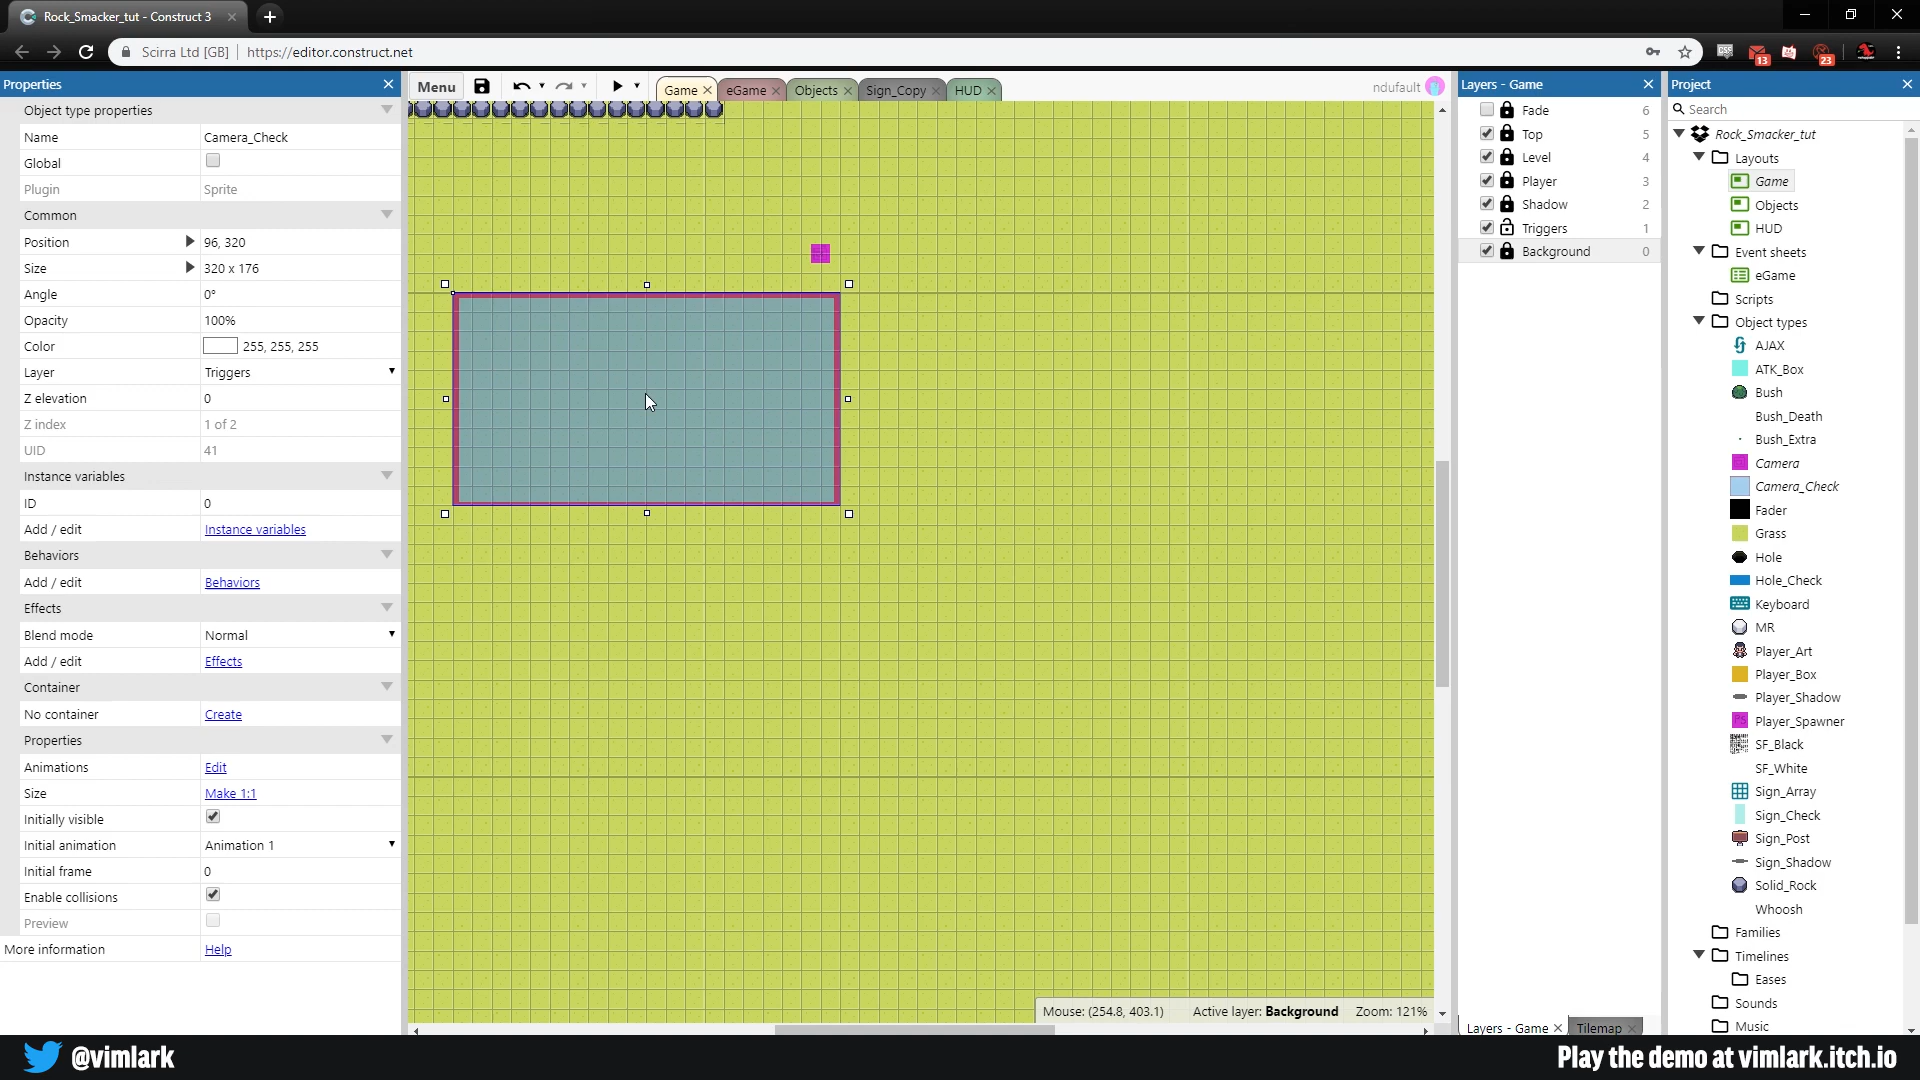 Rock_Smacker_tut - Construct 3
Scirra Ltd [GB] | https://editor.construct.net
13
23
Properties
Object type properties
Name Camera_Check
Global
Plugin Sprite
Common
Position 96, 320
Size 320 x 176
Angle 0°
Opacity 100%
Color 255, 255, 255
Layer Triggers
Z elevation 0
Z index 1 of 2
UID 41
Instance variables
ID 0
Add / edit Instance variables
Behaviors
Add / edit Behaviors
Effects
Blend mode Normal
Add / edit Effects
Container
No container Create
Properties
Animations Edit
Size Make 1:1
Initially visible
Initial animation Animation 1
Initial frame 0
Enable collisions
Preview
More information Help
Menu
Game eGame Objects Sign_Copy HUD
ndufault
Mouse: (254.8, 403.1) Active layer: Background Zoom: 121%
Layers - Game
Fade 6
Top 5
Level 4
Player 3
Shadow 2
Triggers 1
Background 0
Layers - Game Tilemap
Project
Search
Rock_Smacker_tut
Layouts
Game
Objects
HUD
Event sheets
eGame
Scripts
Object types
AJAX
ATK_Box
Bush
Bush_Death
Bush_Extra
Camera
Camera_Check
Fader
Grass
Hole
Hole_Check
Keyboard
MR
Player_Art
Player_Box
Player_Shadow
PS Player_Spawner
SF_Black
SF_White
Sign_Array
Sign_Check
Sign_Post
Sign_Shadow
Solid_Rock
Whoosh
Families
Timelines
Eases
Sounds
Music
@vimlark
Play the demo at vimlark.itch.io